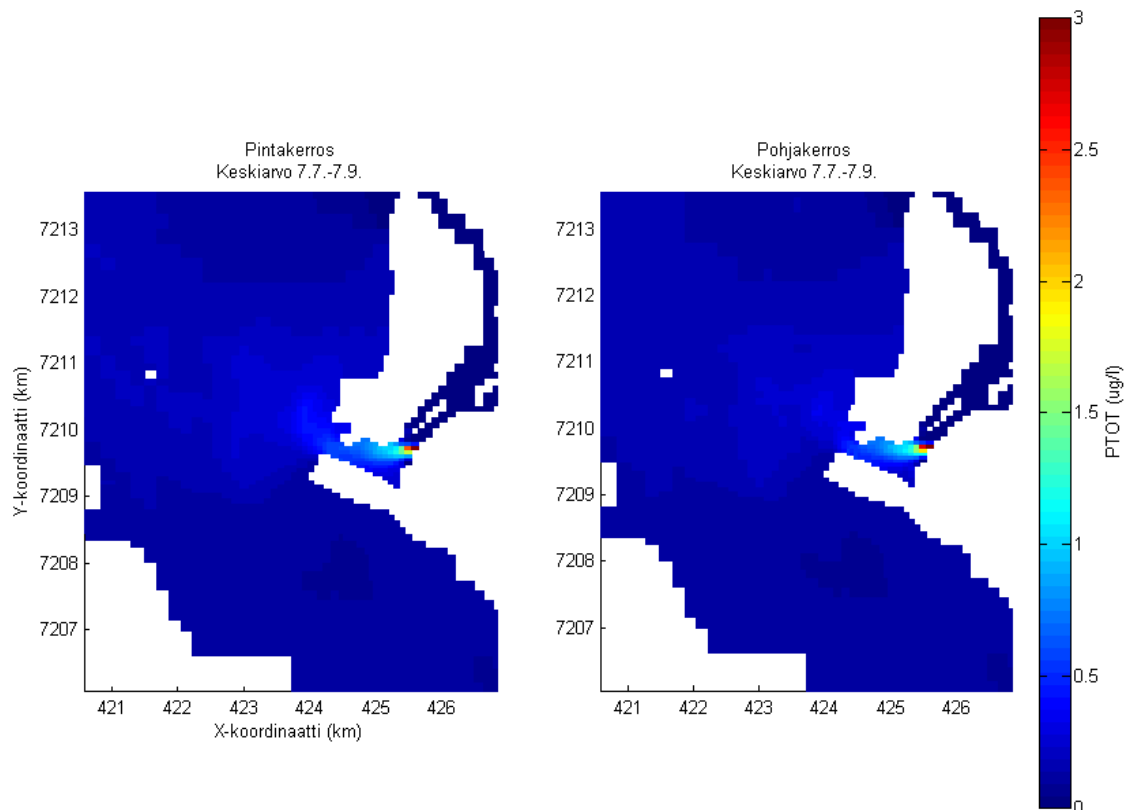 Pintakerros
Keskiarvo 7.7.-7.9.
7213
7212
7211
7210
7209
7208
7207
Y-koordinaatti (km)
421 422 423 424 425 426
X-koordinaatti (km)
Pohjakerros
Keskiarvo 7.7.-7.9.
7213
7212
7211
7210
7209
7208
7207
421 422 423 424 425 426
3
2.5
2
1.5
1
0.5
0
PTOT (ug/l)